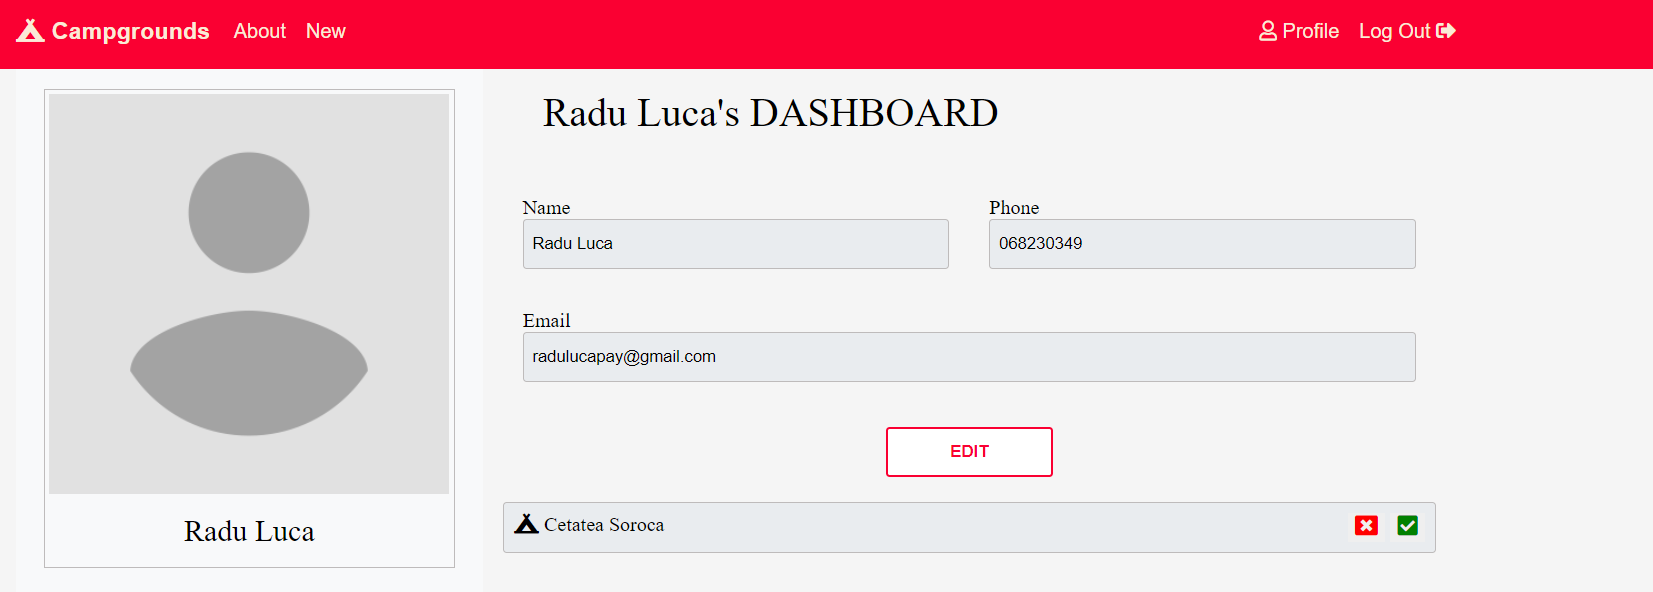 Campgrounds About New Profile Log Out
Radu Luca's DASHBOARD
Name Phone
Radu Luca 068230349
Email
radulucapay@gmail.com
EDIT
Cetatea Soroca
Radu Luca